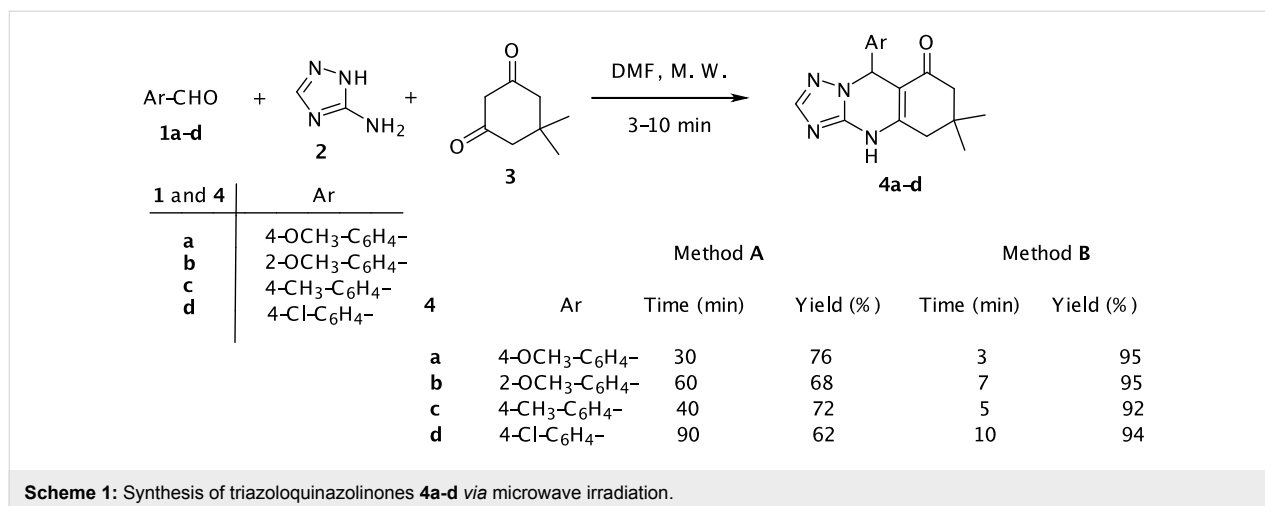 Ar-CHO
1a-d
+
N
NH
N
NH2
2
+
O
O
3
DMF, M. W.
3-10 min
Ar
O
N
N
N
N
H
4a-d
1 and 4 Ar
a 4-OCH3-C6H4-
b 2-OCH3-C6H4-
c 4-CH3-C6H4-
d 4-Cl-C6H4-
Method A Method B
4 Ar Time (min) Yield (%) Time (min) Yield (%)
a 4-OCH3-C6H4- 30 76 3 95
b 2-OCH3-C6H4- 60 68 7 95
c 4-CH3-C6H4- 40 72 5 92
d 4-Cl-C6H4- 90 62 10 94
Scheme 1: Synthesis of triazoloquinazolinones 4a-d via microwave irradiation.